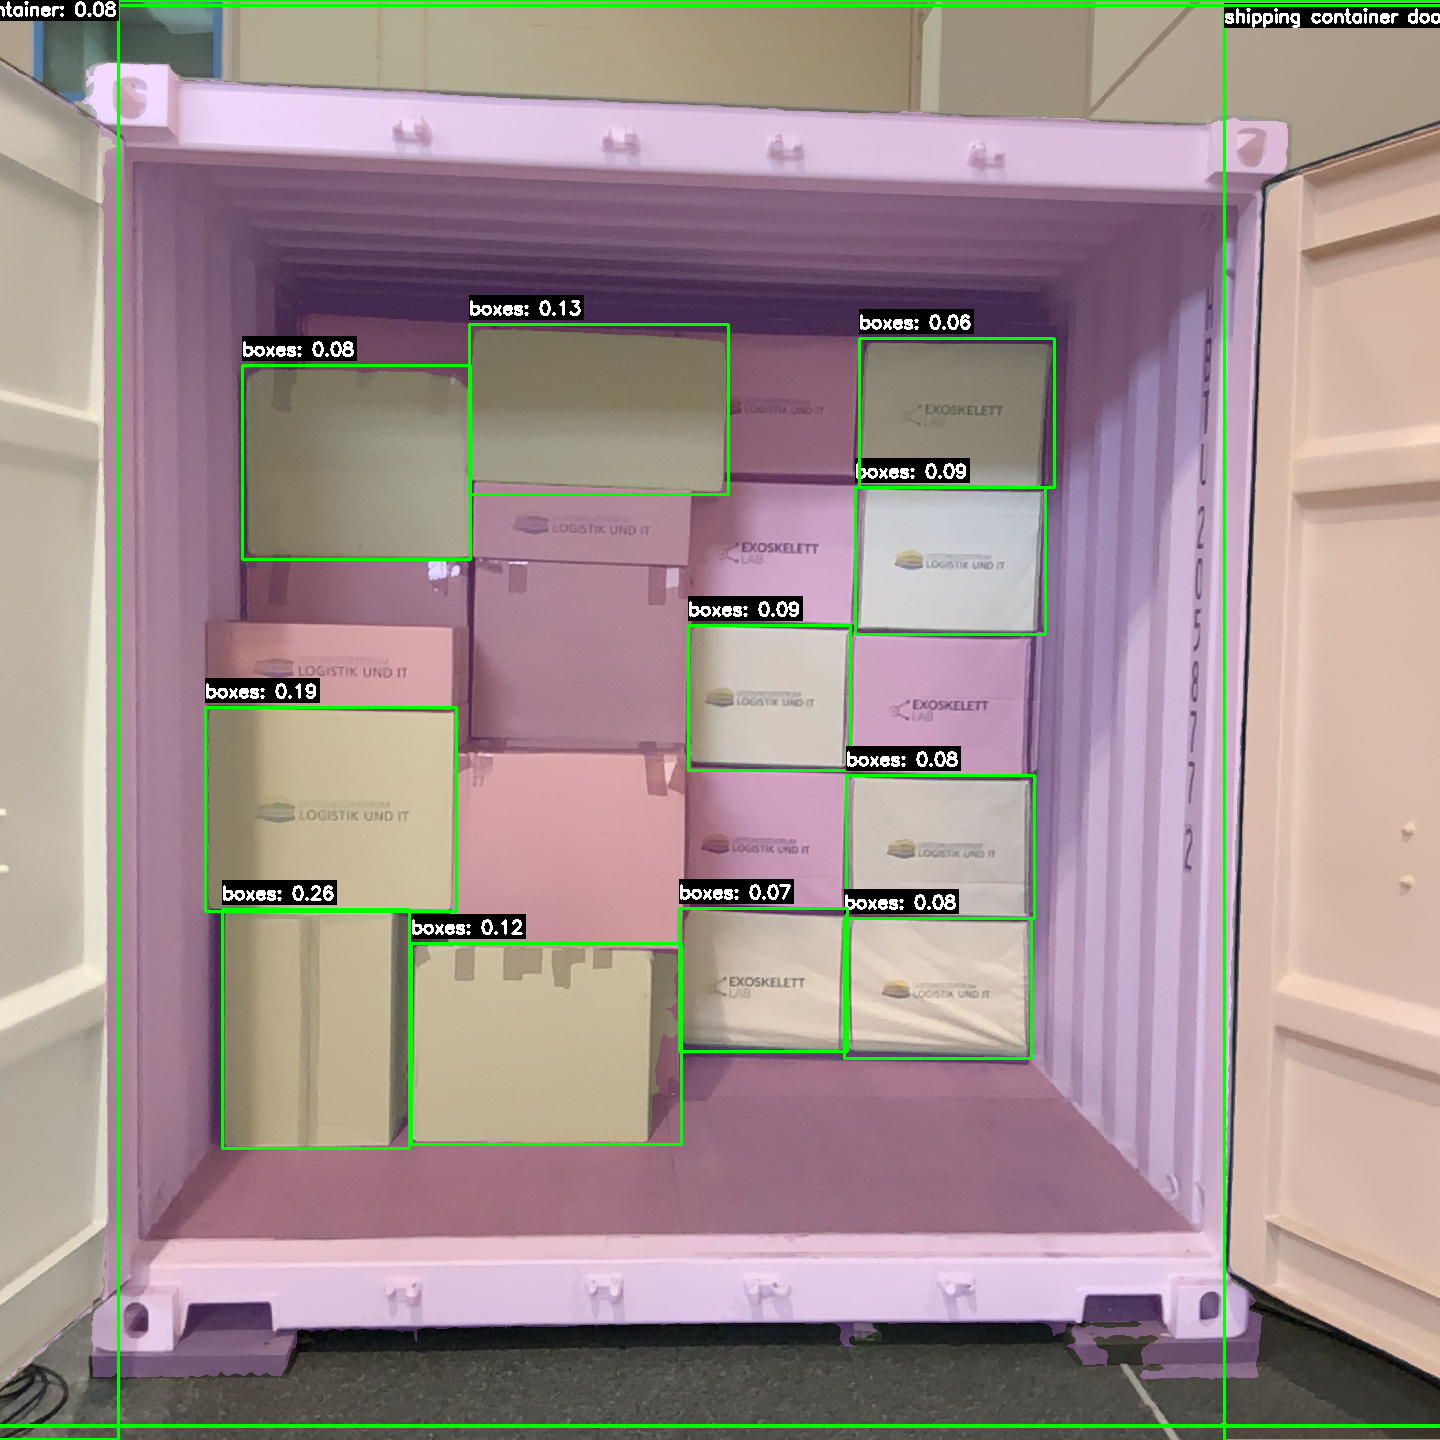 ntainer: 0.08
shipping container doo
boxes: 0.13
boxes: 0.06
boxes: 0.08
LOGISTIK UND IT
EXOSKELETT
LAB
boxes: 0.09
LOGISTIK UND IT
EXOSKELETT
LAB
LOGISTIK UND IT
boxes: 0.09
LOGISTIK UND IT
boxes: 0.19
LOGISTIK UND IT
EXOSKELETT
LAB
boxes: 0.08
LOGISTIK UND IT
LOGISTIK UND IT
LOGISTIK UND IT
boxes: 0.26
boxes: 0.07
boxes: 0.08
boxes: 0.12
EXOSKELETT
LAB
LOGISTIK UND IT